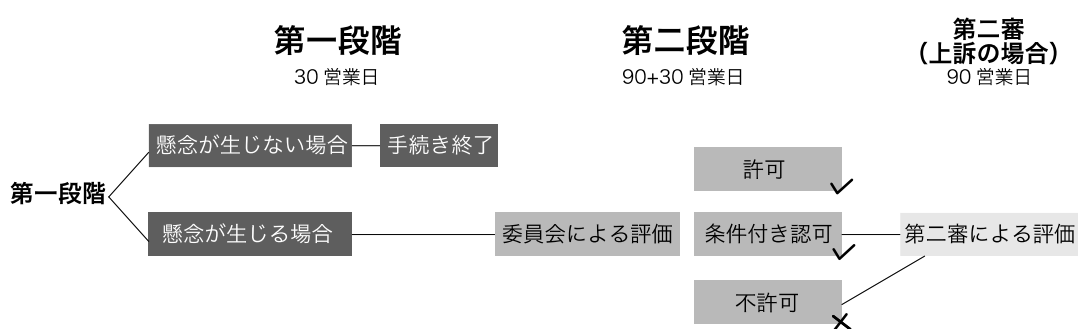 第一段階
30 営業日
第二段階
90+30 営業日
第二審
（上訴の場合）
90 営業日
懸念が生じない場合
手続き終了
第一段階
懸念が生じる場合
委員会による評価
許可
条件付き認可
不許可
第二審による評価